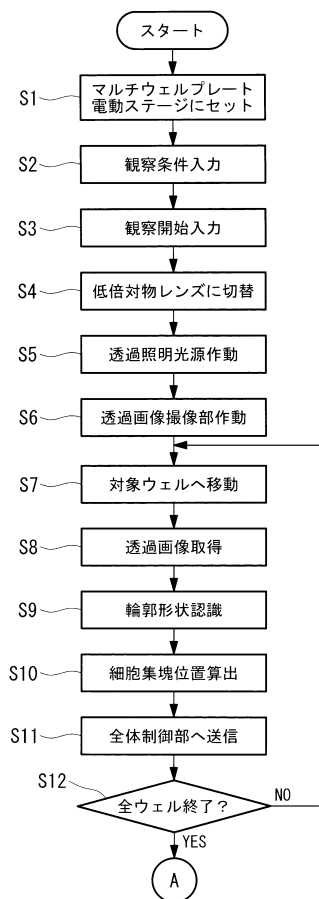 スタート
S1
マルチウェルプレート
電動ステージにセット
S2
観察条件入力
S3
観察開始入力
S4
低倍対物レンズに切替
S5
透過照明光源作動
S6
透過画像撮像部作動
S7
対象ウェルへ移動
S8
透過画像取得
S9
輪郭形状認識
S10
細胞集塊位置算出
S11
全体制御部へ送信
S12
全ウェル終了？
NO
YES
A